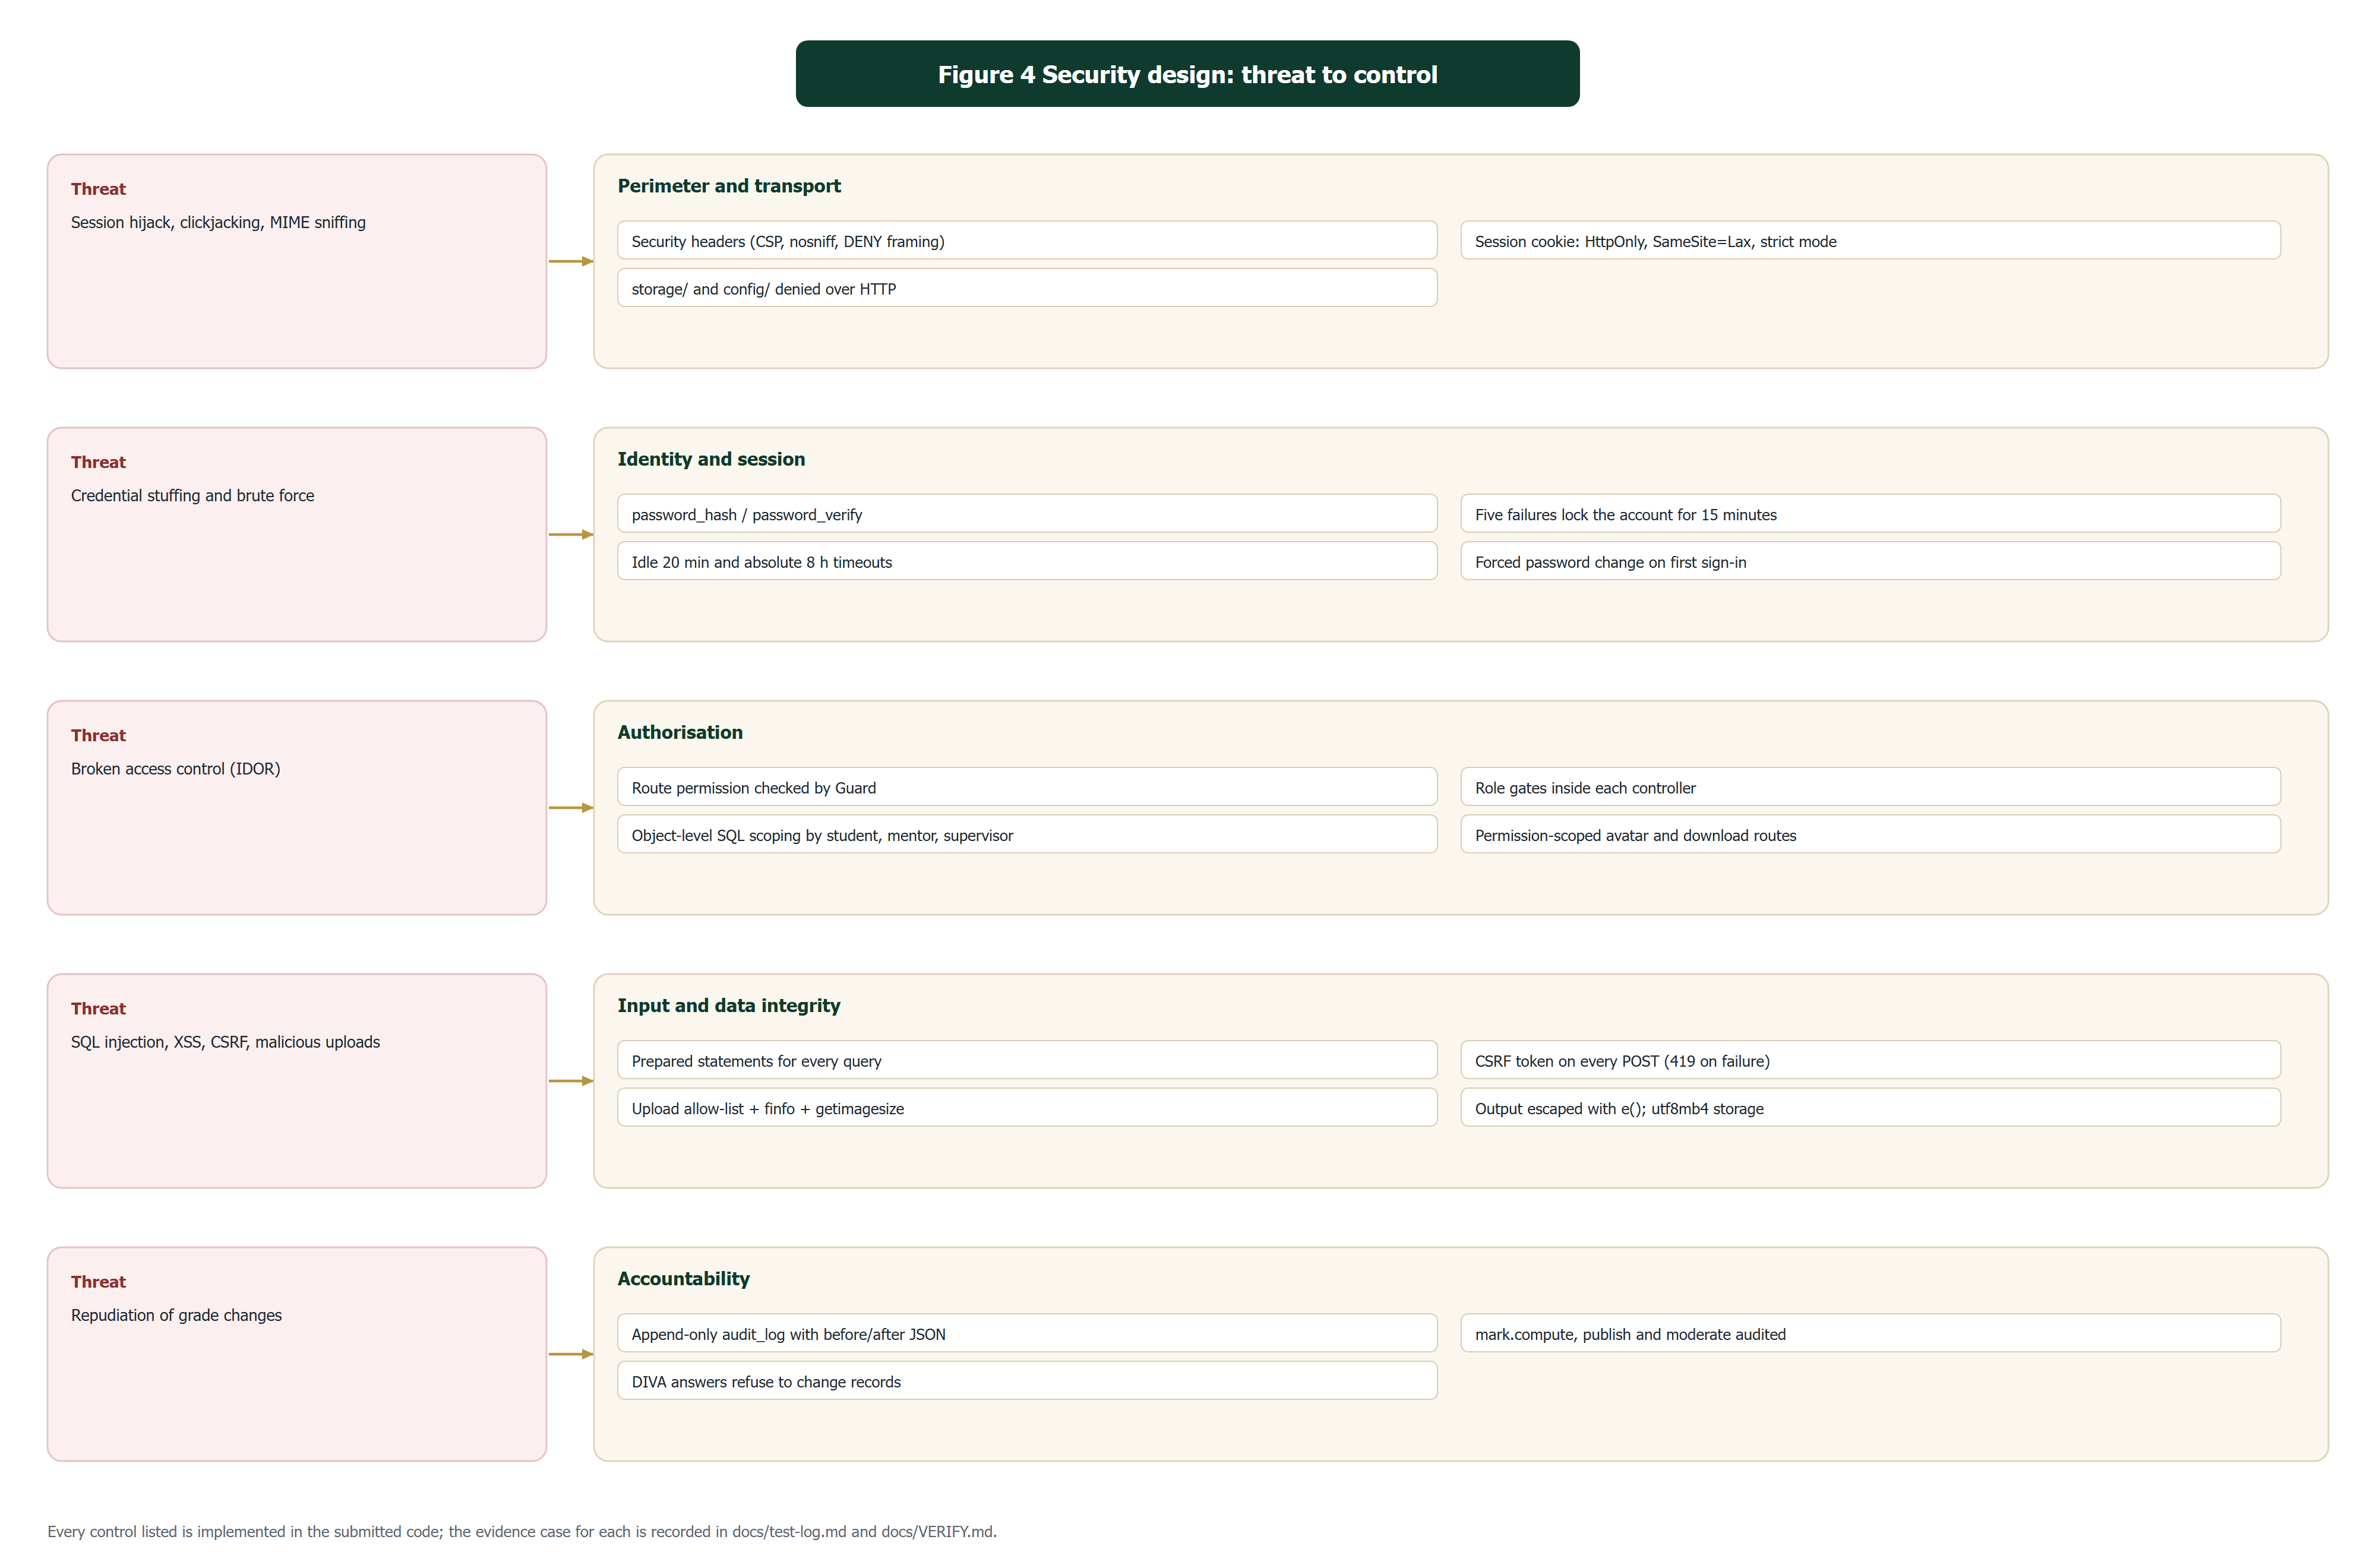 Figure 4 Security design: threat to control
Threat
Session hijack, clickjacking, MIME sniffing
Perimeter and transport
Security headers (CSP, nosniff, DENY framing)
Session cookie: HttpOnly, SameSite=Lax, strict mode
storage/ and config/ denied over HTTP
Threat
Credential stuffing and brute force
Identity and session
password_hash / password_verify
Five failures lock the account for 15 minutes
Idle 20 min and absolute 8 h timeouts
Forced password change on first sign-in
Threat
Broken access control (IDOR)
Authorisation
Route permission checked by Guard
Role gates inside each controller
Object-level SQL scoping by student, mentor, supervisor
Permission-scoped avatar and download routes
Threat
SQL injection, XSS, CSRF, malicious uploads
Input and data integrity
Prepared statements for every query
CSRF token on every POST (419 on failure)
Upload allow-list + finfo + getimagesize
Output escaped with e(); utf8mb4 storage
Threat
Repudiation of grade changes
Accountability
Append-only audit_log with before/after JSON
mark.compute, publish and moderate audited
DIVA answers refuse to change records
Every control listed is implemented in the submitted code; the evidence case for each is recorded in docs/test-log.md and docs/VERIFY.md.